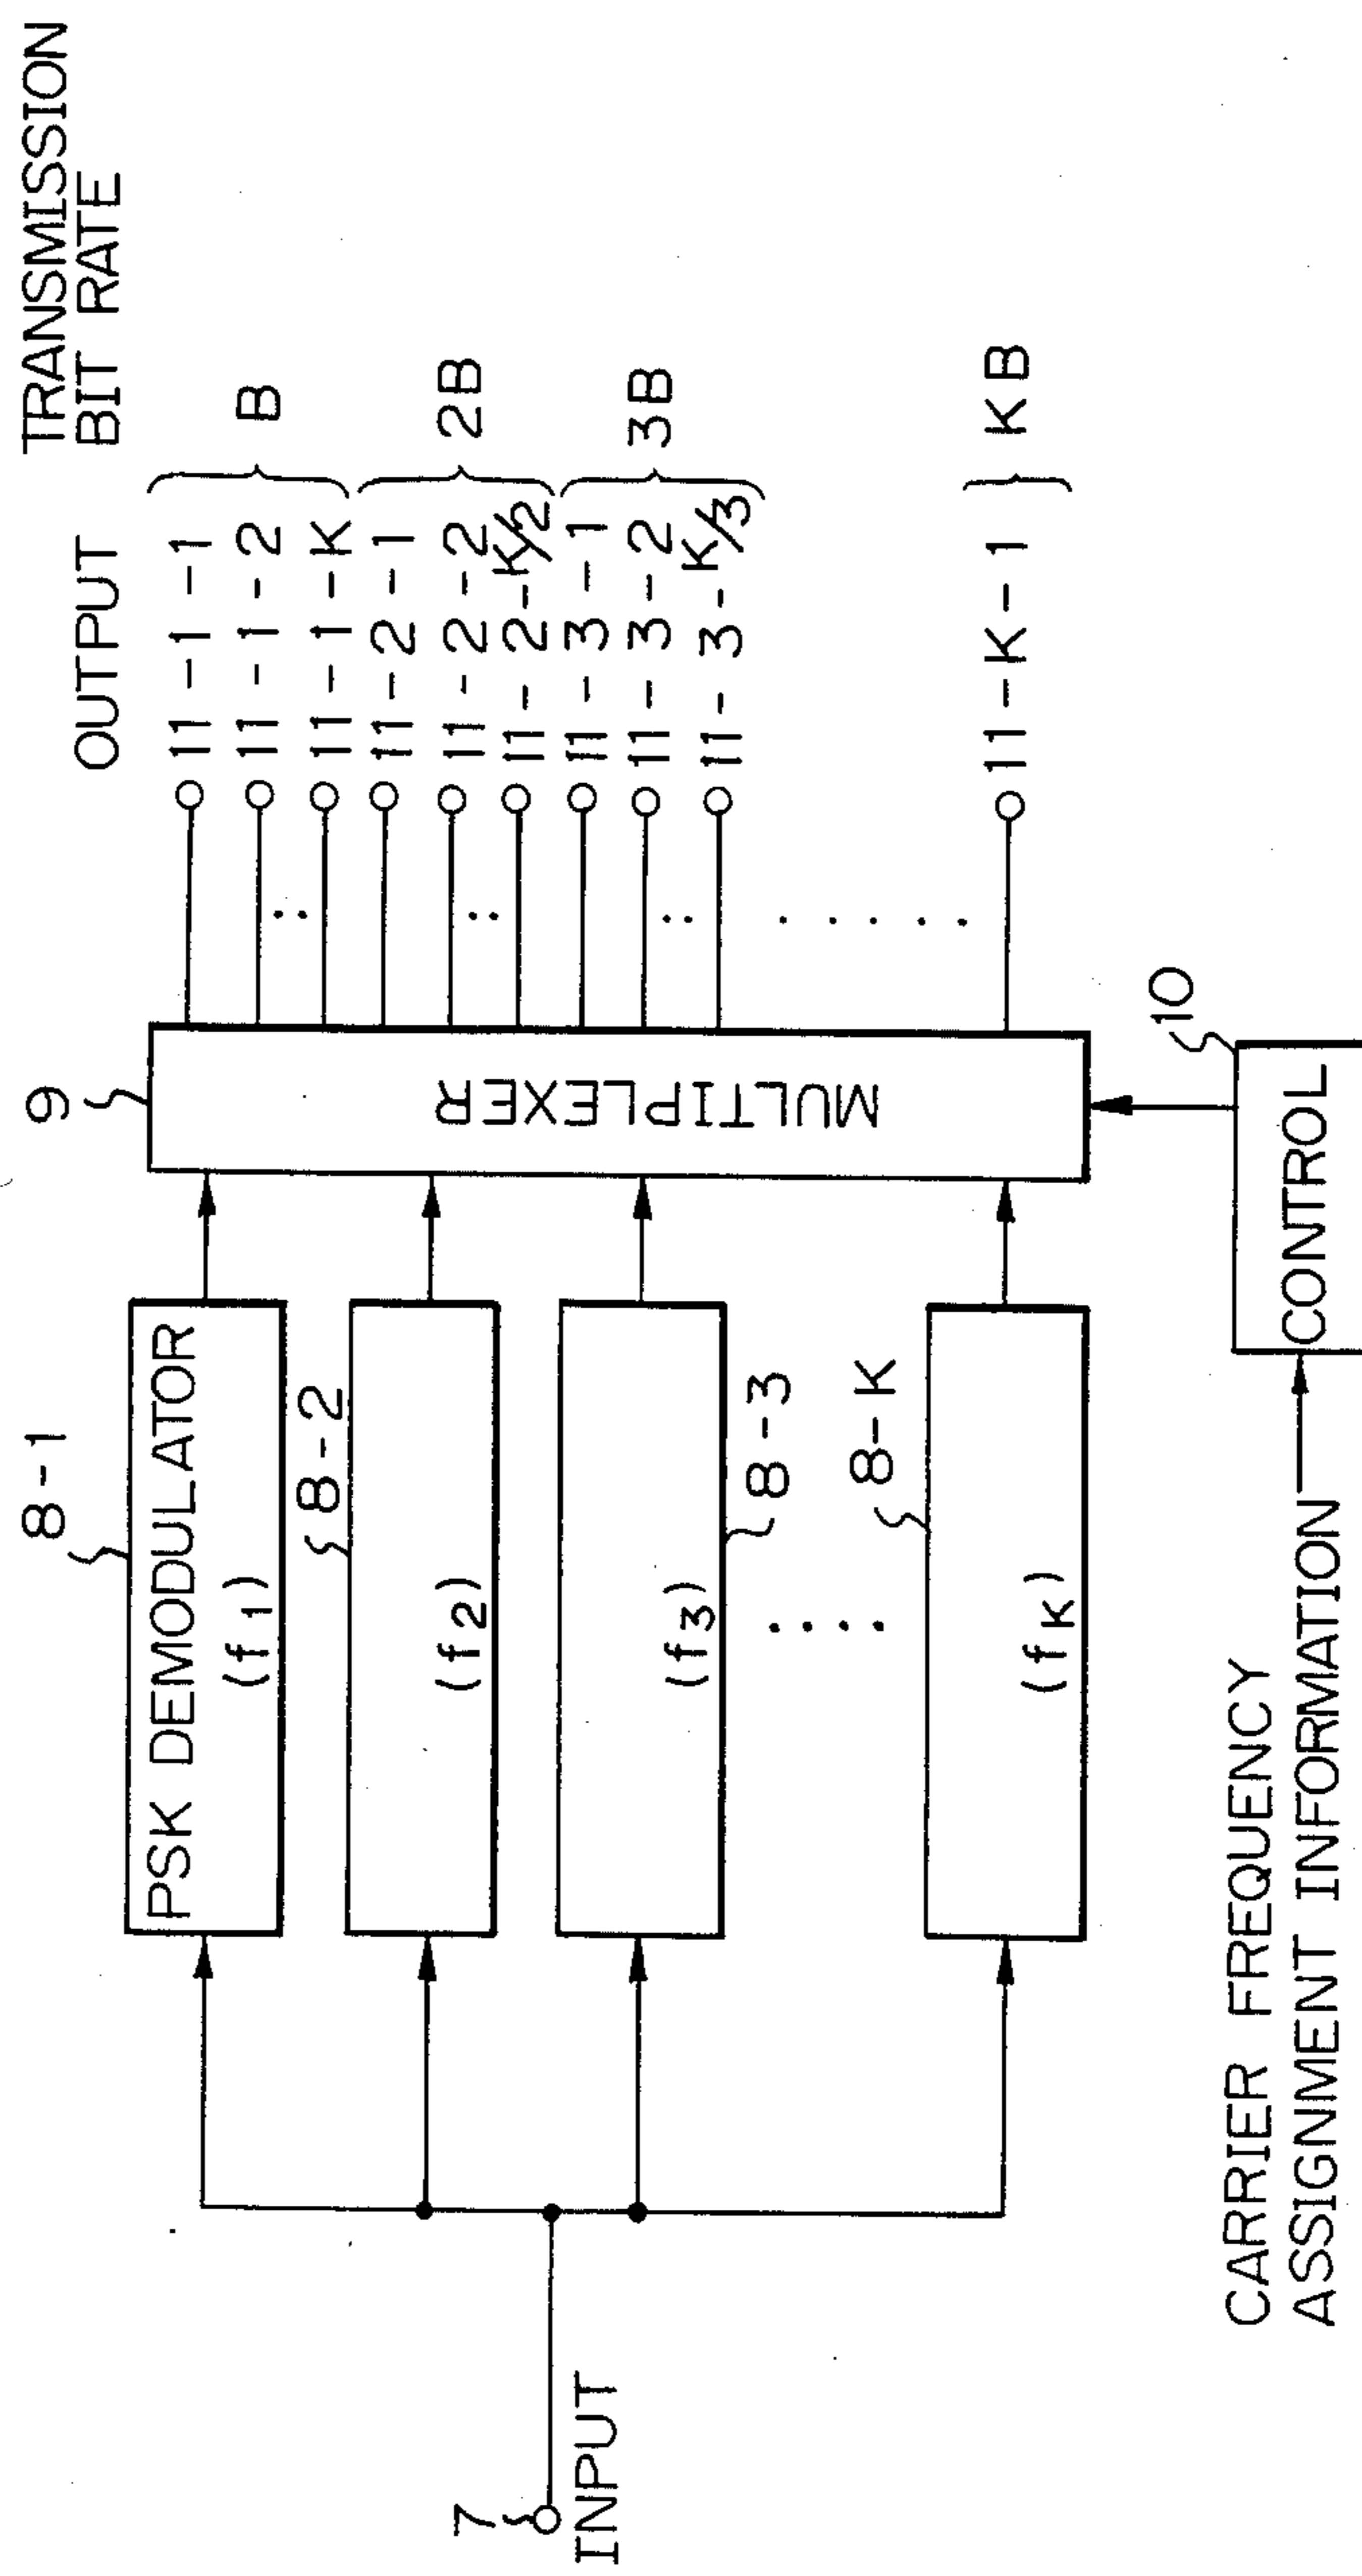 TRANSMISSION
BIT RATE
OUTPUT
8-1
9
PSK DEMODULATOR
(f1)
8-2
(f2)
(f3)
8-3
8-K
(fK)
MULTIPLEXER
11-1-1
11-1-2
11-1-K
B
11-2-1
11-2-2
11-2-K/2
2B
11-3-1
11-3-2
11-3-K/3
3B
11-K-1
KB
7
INPUT
10
CONTROL
CARRIER FREQUENCY
ASSIGNMENT INFORMATION